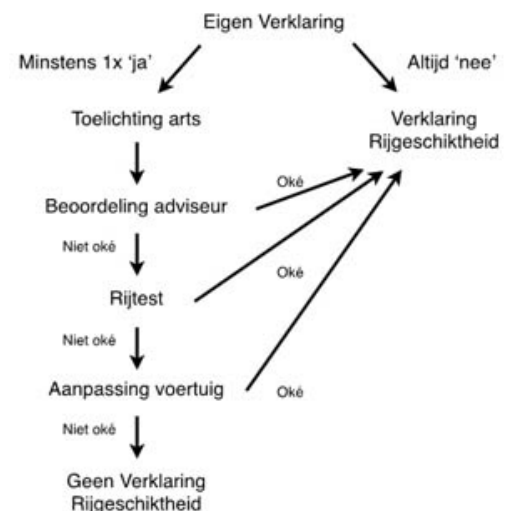 Eigen Verklaring
Minstens 1x ‘ja’
Altijd ‘nee’
Toelichting arts
Verklaring
Rijgeschiktheid
Oké
Beoordeling adviseur
Niet oké
Oké
Rijtest
Niet oké
Aanpassing voertuig
Oké
Niet oké
Geen Verklaring
Rijgeschiktheid